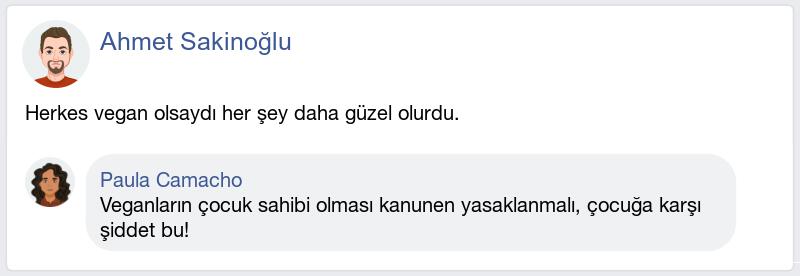 Ahmet Sakinoğlu
Herkes vegan olsaydı her şey daha güzel olurdu.
Paula Camacho
Veganların çocuk sahibi olması kanunen yasaklanmalı, çocuğa karşı
şiddet bu!